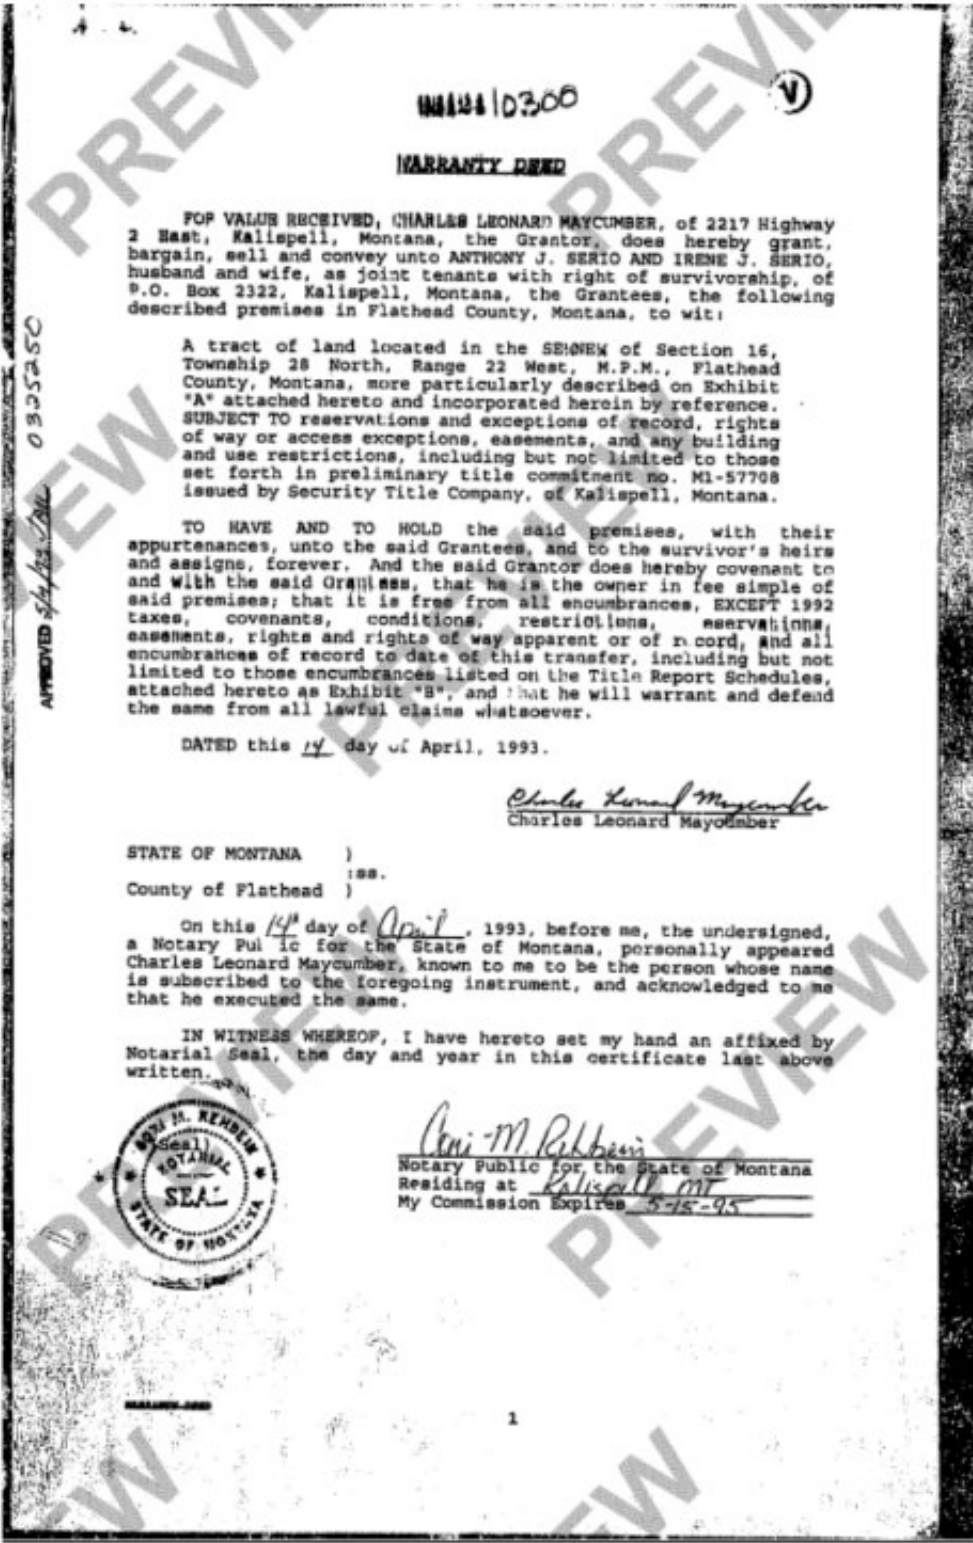 10300
V
WARRANTY DEED
FOR VALUE RECEIVED, CHARLES LEONARD MAYCUMBER, of 2217 Highway
2 East, Kalispell, Montana, the Grantor, does hereby grant,
bargain, sell and convey unto ANTHONY J. SERIO AND IRENE J. SERIO,
husband and wife, as joint tenants with right of survivorship, of
P.O. Box 2322, Kalispell, Montana, the Grantees, the following
described premises in Flathead County, Montana, to wit:
A tract of land located in the of Section 16,
Township 28 North, Range 22 West, M.P.M., Flathead
County, Montana, more particularly described on Exhibit
"A" attached hereto and incorporated herein by reference.
SUBJECT TO reservations and exceptions of record, rights
of way or access exceptions, easements, and any building
and use restrictions, including but not limited to those
set forth in preliminary title commitment no. M1-57708
issued by Security Title Company, of Kalispell, Montana.
TO HAVE AND TO HOLD the said premises, with their
appurtenances, unto the said Grantees, and to the survivor's heirs
and assigns, forever. And the said Grantor does hereby covenant to
and with the said Grantees, that he is the owner in fee simple of
said premises; that it is free from all encumbrances, EXCEPT 1992
taxes, covenants, conditions, restrictions, reservations,
easements, rights and rights of way apparent or of record, and all
encumbrances of record to date of this transfer, including but not
limited to those encumbrances listed on the Title Report Schedules,
attached hereto as Exhibit "B", and that he will warrant and defend
the same from all lawful claims whatsoever.
DATED this 14 day of April, 1993.
Charles Leonard Maycumber
Charles Leonard Maycumber
STATE OF MONTANA )
:ss.
County of Flathead )
On this 14th day of April, 1993, before me, the undersigned,
a Notary Public for the State of Montana, personally appeared
Charles Leonard Maycumber, known to me to be the person whose name
is subscribed to the foregoing instrument, and acknowledged to me
that he executed the same.
IN WITNESS WHEREOF, I have hereto set my hand an affixed by
Notarial Seal, the day and year in this certificate last above
written.
(Seal)
M. REHBEIN
NOTARIAL
SEAL
STATE OF MONTANA
M. Rehbein
Notary Public for the State of Montana
Residing at Kalispell MT
My Commission Expires 5-15-95
WARRANTY DEED
1
APPROVED
0325250
PREVIEW
PREVIEW
PREVIEW
PREVIEW
PREVIEW
PREVIEW